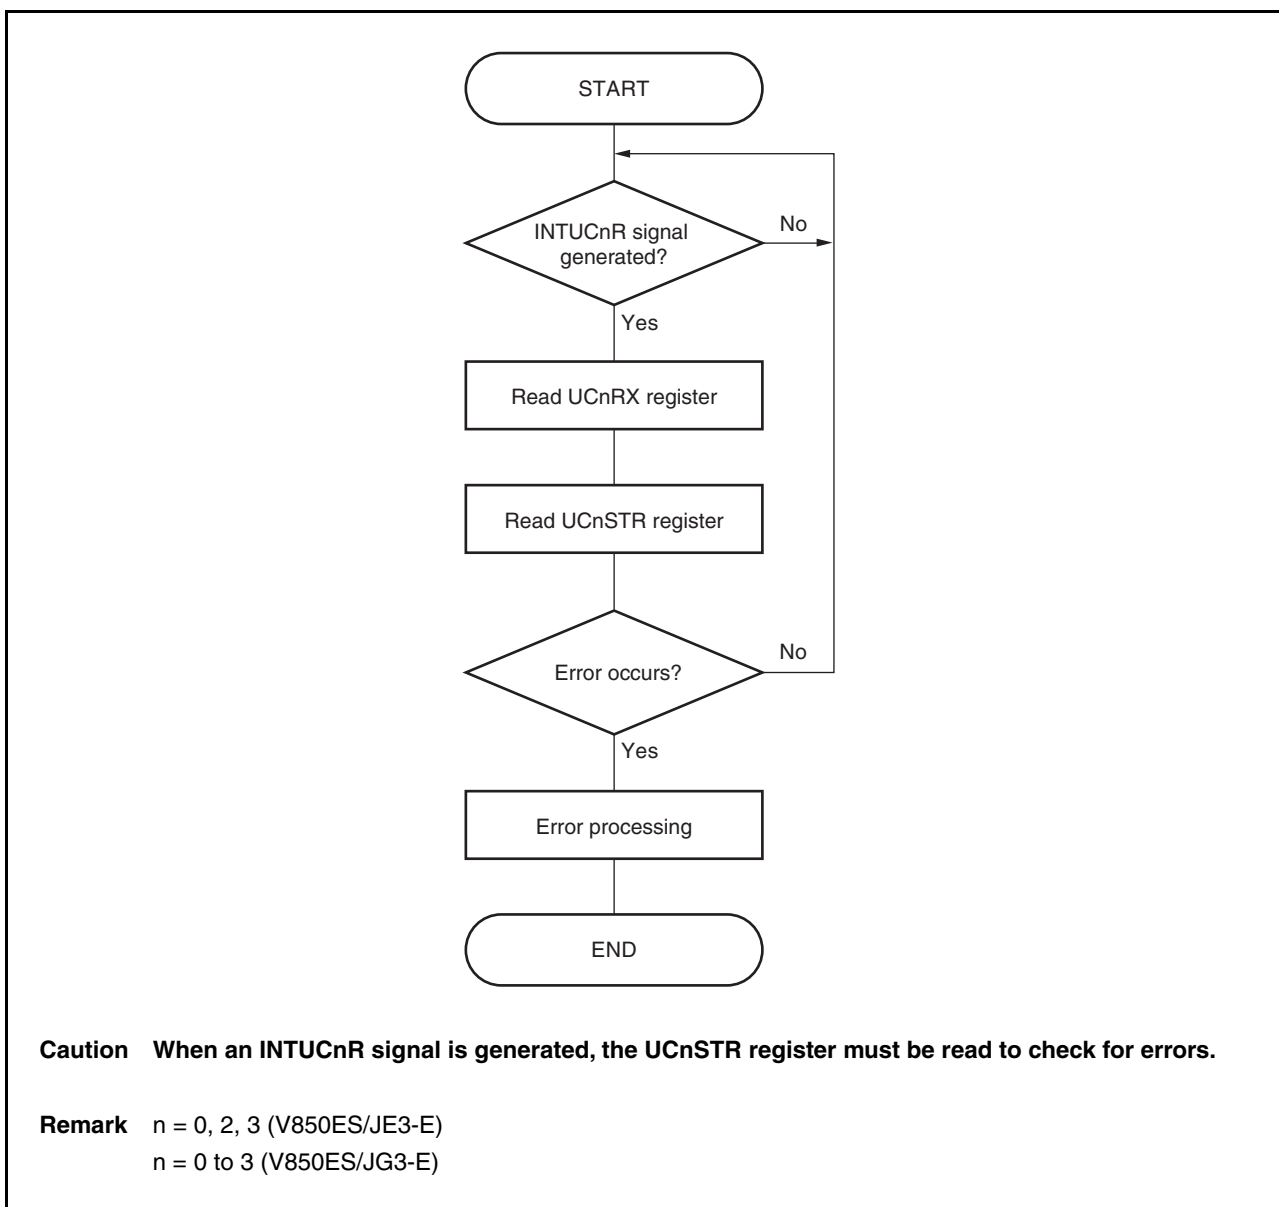 START
INTUCnR signal
generated?
No
Yes
Read UCnRX register
Read UCnSTR register
Error occurs?
No
Yes
Error processing
END
Caution When an INTUCnR signal is generated, the UCnSTR register must be read to check for errors.
Remark n = 0, 2, 3 (V850ES/JE3-E)
n = 0 to 3 (V850ES/JG3-E)